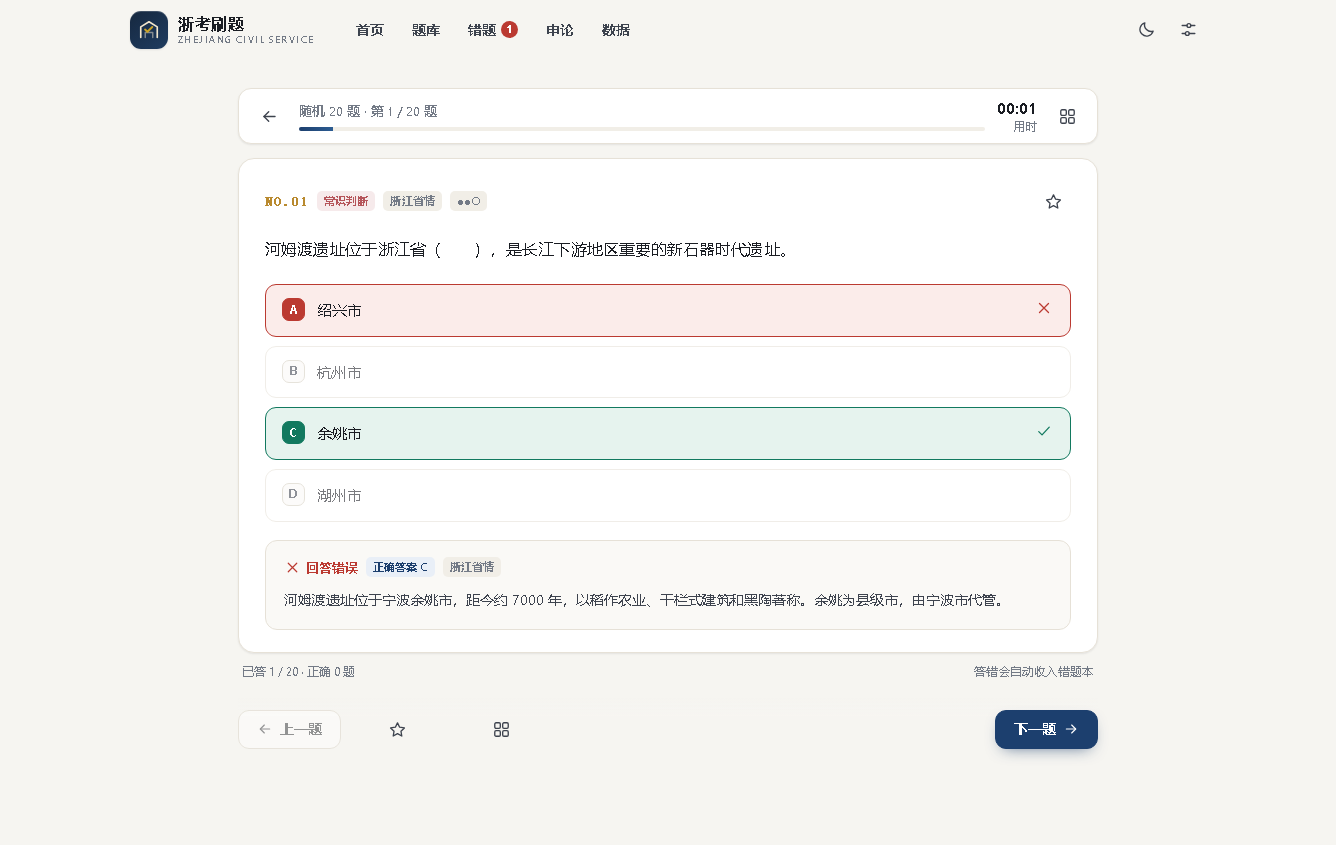 浙考刷题
ZHEJIANG CIVIL SERVICE
首页 题库 错题 1 申论 数据
随机 20 题 · 第 1 / 20 题
00:01
用时
NO.01 常识判断 浙江省情
河姆渡遗址位于浙江省（　　），是长江下游地区重要的新石器时代遗址。
A 绍兴市
B 杭州市
C 余姚市
D 湖州市
回答错误 正确答案 C 浙江省情
河姆渡遗址位于宁波余姚市，距今约 7000 年，以稻作农业、干栏式建筑和黑陶著称。余姚为县级市，由宁波市代管。
已答 1 / 20 · 正确 0 题
答错会自动收入错题本
上一题
下一题